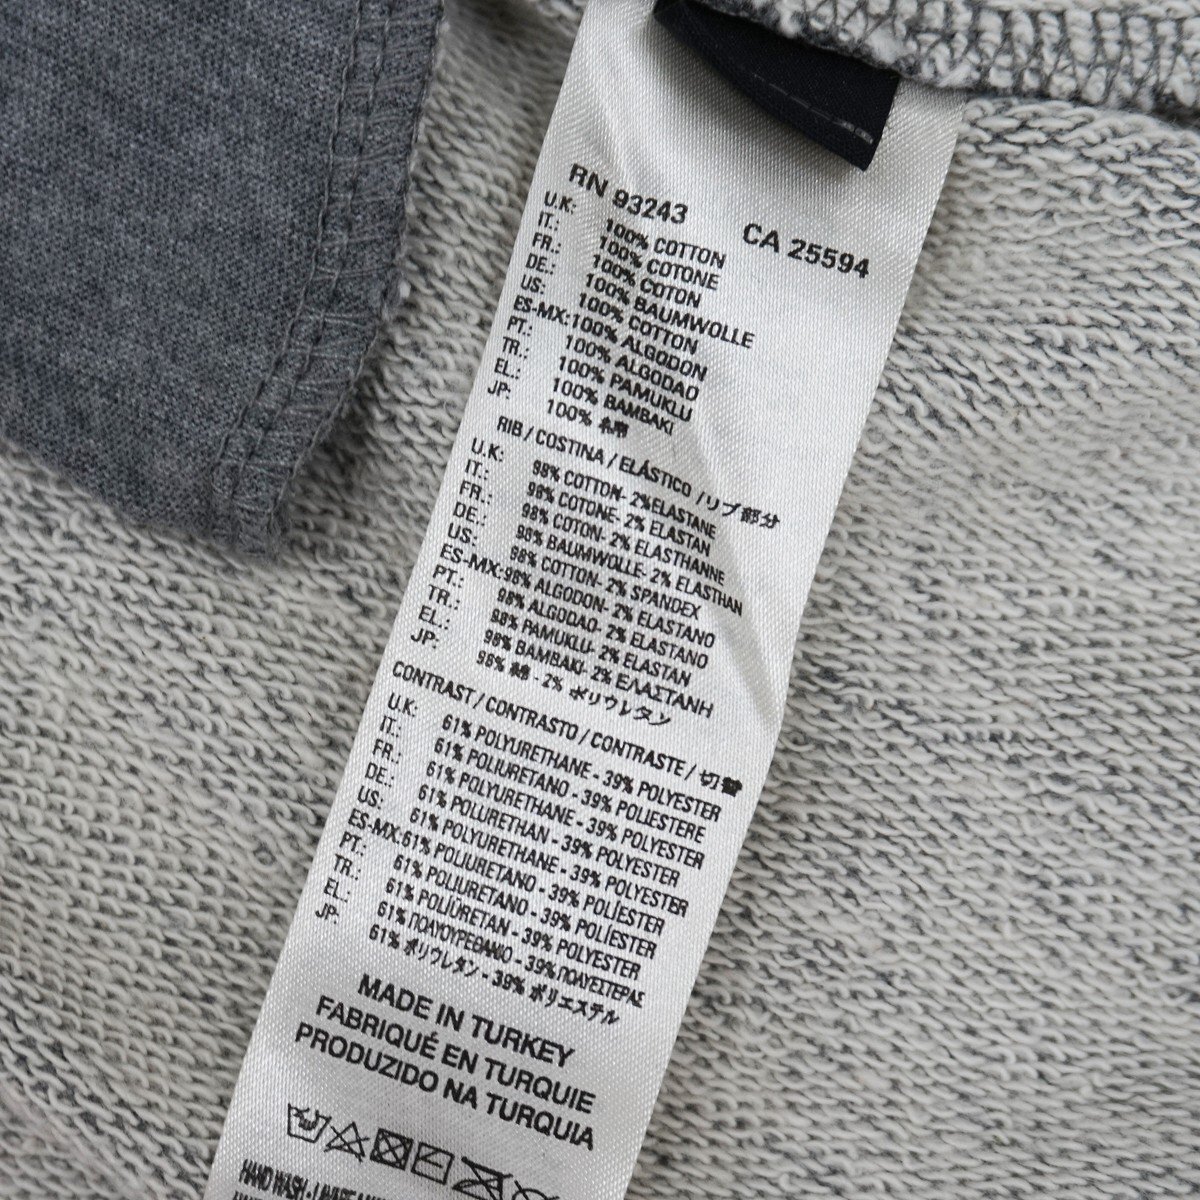 RN 93243 CA 25594
U.K: 100% COTTON
IT.: 100% COTONE
FR.: 100% COTON
DE.: 100% BAUMWOLLE
US: 100% COTTON
ES-MX: 100% ALGODON
PT.: 100% ALGODAO
TR.: 100% PAMUKLU
EL.: 100% BAMBAKI
JP: 100% 綿
RIB / COSTINA / ELÁSTICO / リブ部分
U.K: 98% COTTON- 2% ELASTANE
IT.: 98% COTONE- 2% ELASTAN
FR.: 98% COTON- 2% ELASTHANNE
DE.: 98% BAUMWOLLE- 2% ELASTHAN
US: 98% COTTON- 2% SPANDEX
ES-MX: 98% ALGODON- 2% ELASTANO
PT.: 98% ALGODAO- 2% ELASTANO
TR.: 98% PAMUKLU- 2% ELASTAN
EL.: 98% BAMBAKI- 2% ΕΛΑΣΤΑΝΗ
JP: 98% 綿 - 2% ポリウレタン
CONTRAST / CONTRASTO / CONTRASTE / 切替
U.K: 61% POLYURETHANE - 39% POLYESTER
IT.: 61% POLIURETANO - 39% POLIESTERE
FR.: 61% POLYURETHANE - 39% POLYESTER
DE.: 61% POLIURETHAN - 39% POLYESTER
US: 61% POLYURETHANE - 39% POLYESTER
ES-MX: 61% POLIURETANO - 39% POLÍESTER
PT.: 61% POLIURETANO - 39% POLÍESTER
TR.: 61% POLIÜRETAN - 39% POLYESTER
EL.: 61% ΠΟΛΥΟΥΡΕΘΑΝΙΟ - 39% ΠΟΛΥΕΣΤΕΡΑΣ
JP: 61% ポリウレタン - 39% ポリエステル
MADE IN TURKEY
FABRIQUÉ EN TURQUIE
PRODUZIDO NA TURQUIA
HAND WASH -